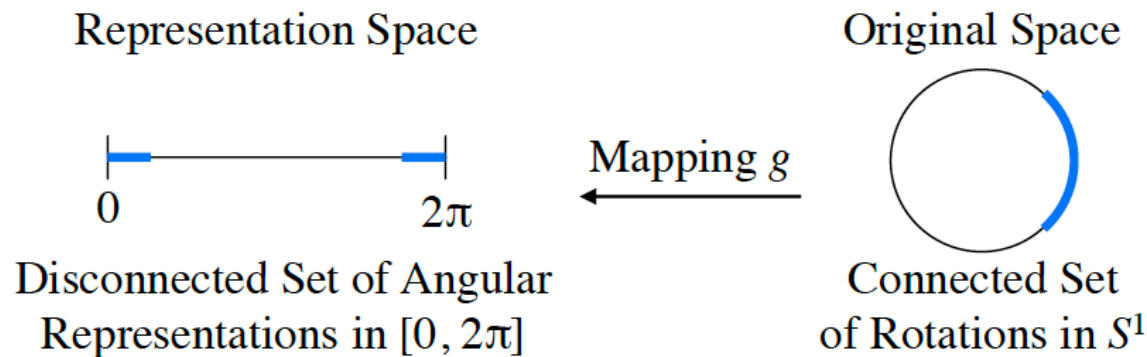 Representation Space
Original Space
Mapping g
0
2π
Disconnected Set of Angular
Representations in [0, 2π]
Connected Set
of Rotations in S¹